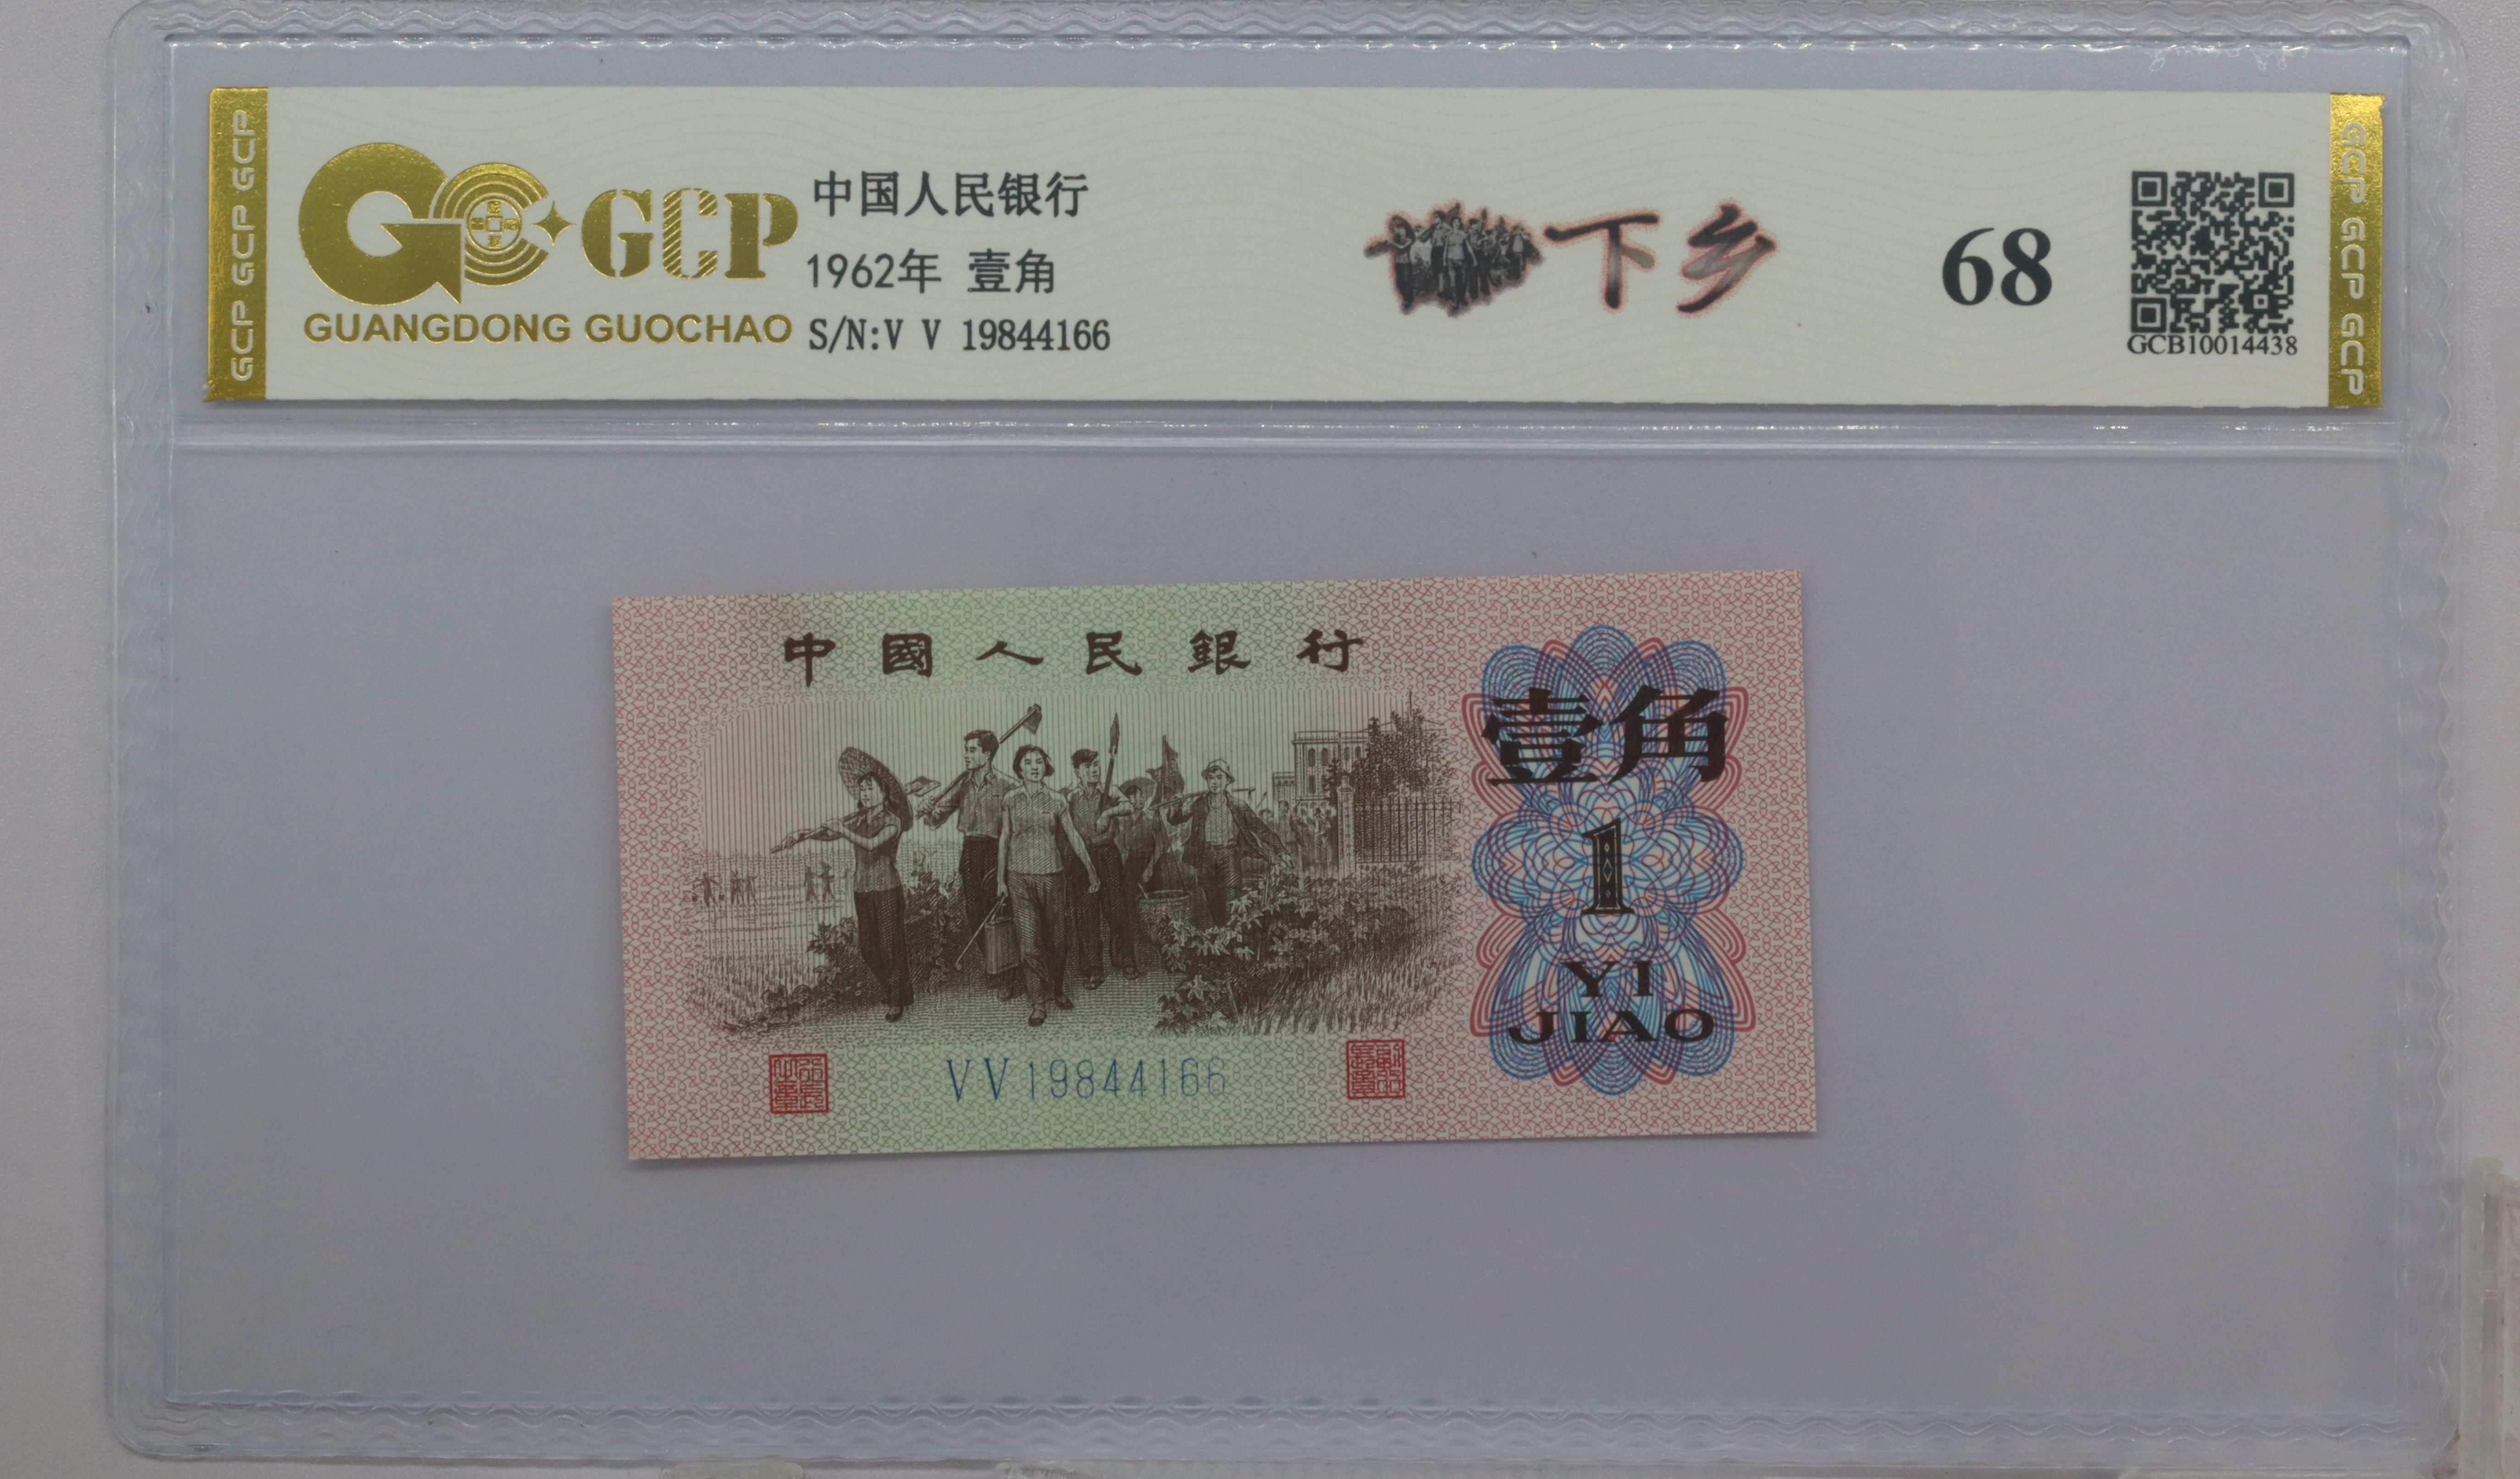 GCP GCP GCP
GCP
GUANGDONG GUOCHAO
中国人民银行
1962年 壹角
S/N:V V 19844166
下乡
68
GCB10014438
GCP GCP GCP
中國人民銀行
壹角
1
YI
JIAO
VV19844166